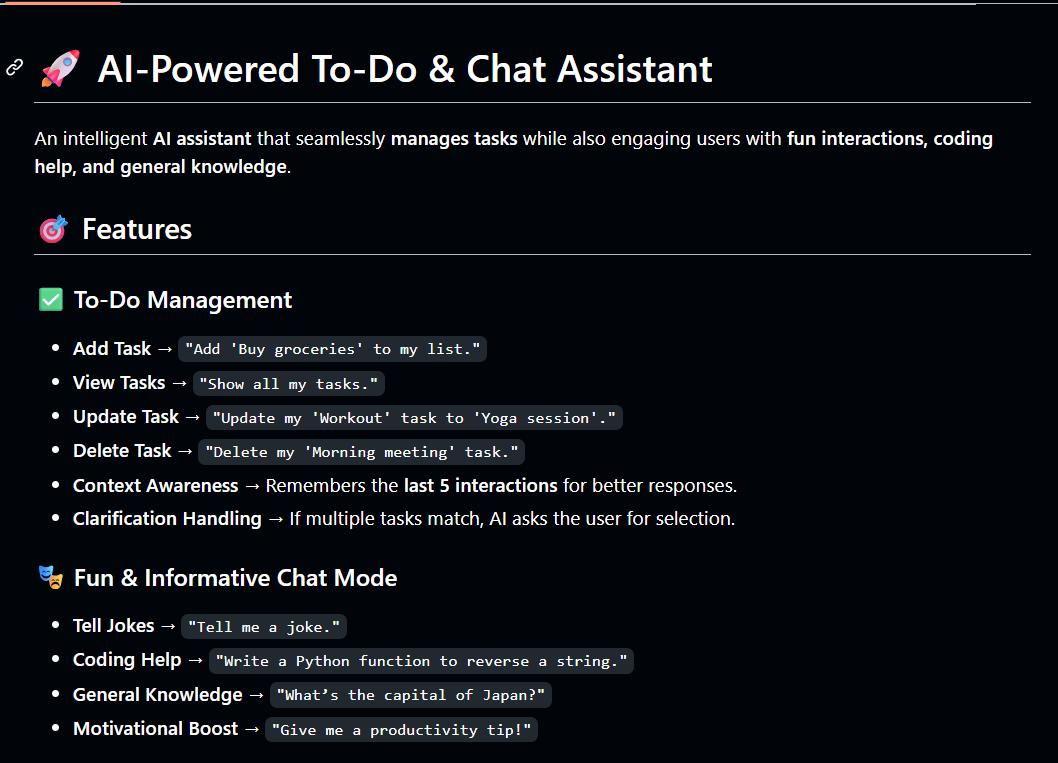 🚀 AI-Powered To-Do & Chat Assistant
An intelligent AI assistant that seamlessly manages tasks while also engaging users with fun interactions, coding
help, and general knowledge.
🎯 Features
✅ To-Do Management
• Add Task → "Add 'Buy groceries' to my list."
• View Tasks → "Show all my tasks."
• Update Task → "Update my 'Workout' task to 'Yoga session'."
• Delete Task → "Delete my 'Morning meeting' task."
• Context Awareness → Remembers the last 5 interactions for better responses.
• Clarification Handling → If multiple tasks match, AI asks the user for selection.
🎭 Fun & Informative Chat Mode
• Tell Jokes → "Tell me a joke."
• Coding Help → "Write a Python function to reverse a string."
• General Knowledge → "What’s the capital of Japan?"
• Motivational Boost → "Give me a productivity tip!"